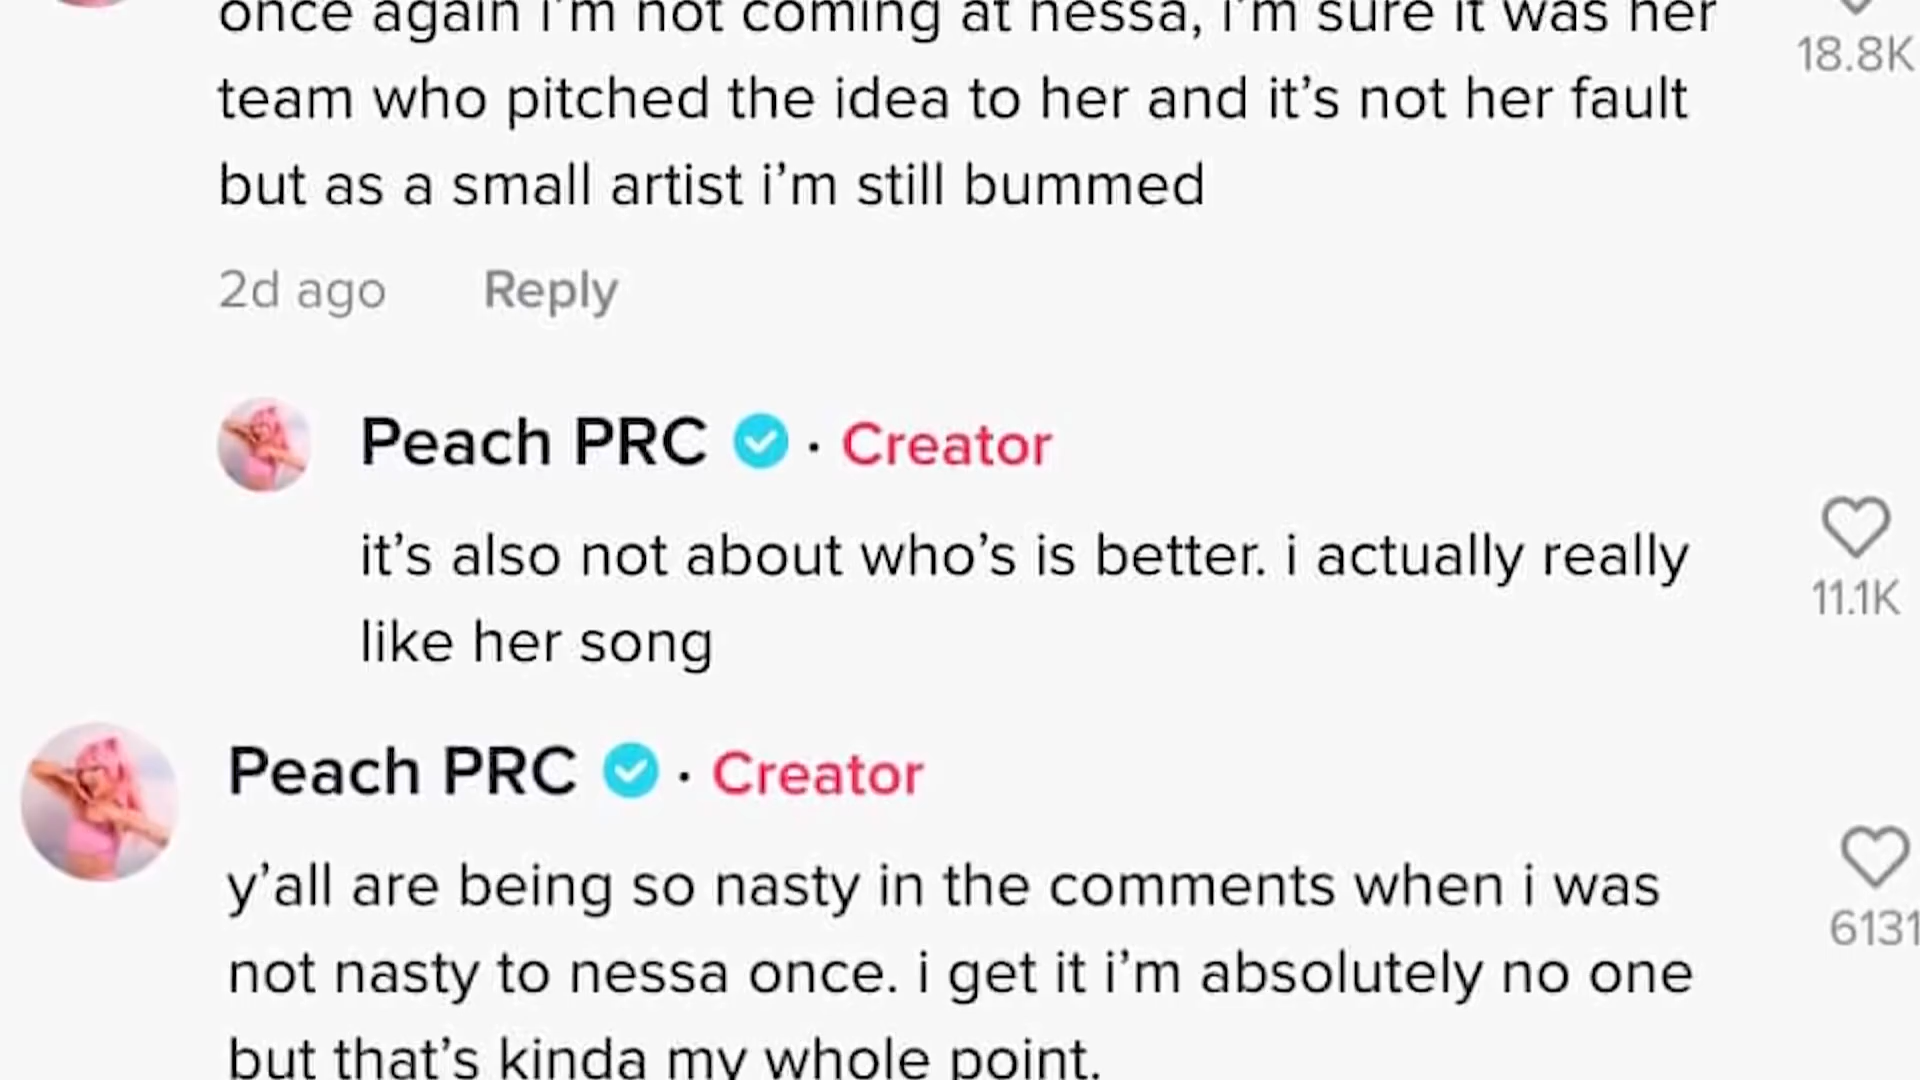 once again i'm not coming at nessa, i'm sure it was her
18.8K
team who pitched the idea to her and it's not her fault
but as a small artist i'm still bummed
2d ago Reply
Peach PRC · Creator
it's also not about who's is better. i actually really
like her song
11.1K
Peach PRC · Creator
y'all are being so nasty in the comments when i was
6131
not nasty to nessa once. i get it i'm absolutely no one
but that's kinda my whole point.